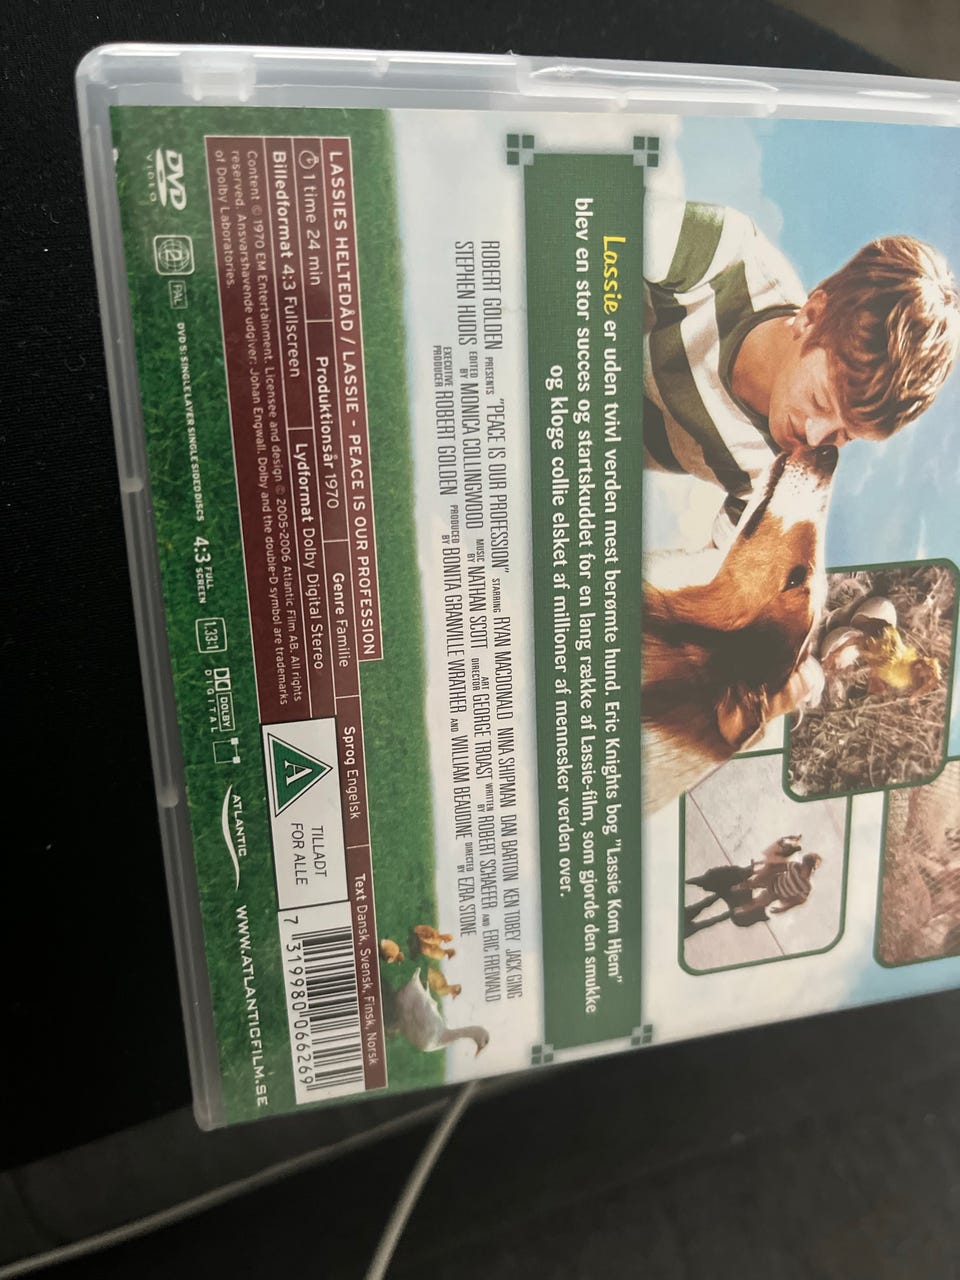 Lassie er uden tvivl verden mest berømte hund. Eric Knights bog "Lassie Kom Hjem"
blev en stor succes og startskuddet for en lang række af Lassie-film, som gjorde den smukke
og kloge collie elsket af millioner af mennesker verden over.
ROBERT GOLDEN PRESENTS "PEACE IS OUR PROFESSION" STARRING RYAN MACDONALD NINA SHIPMAN DAN BARTON KEN TOBEY JACK GING
STEPHEN HUDIS EDITED BY MONICA COLLINGWOOD MUSIC BY NATHAN SCOTT ART DIRECTOR GEORGE TROAST WRITTEN BY ROBERT SCHAEFER AND ERIC FREIWALD
EXECUTIVE PRODUCER ROBERT GOLDEN PRODUCED BY BONITA GRANVILLE WRATHER AND WILLIAM BEAUDINE DIRECTED BY EZRA STONE
LASSIES HELTEDÅD / LASSIE - PEACE IS OUR PROFESSION
1 time 24 min Produktionsår 1970 Genre Familie Sprog Engelsk Text Dansk, Svensk, Finsk, Norsk
Billedformat 4:3 Fullscreen Lydformat Dolby Digital Stereo
Content © 1970 EM Entertainment. Licensee and design © 2005-2006 Atlantic Film AB. All rights
reserved. Ansvarshavende udgiver: Johan Engwall. Dolby and the double-D symbol are trademarks
of Dolby Laboratories.
A
TILLADT
FOR ALLE
7 319980 066269
DVD
VIDEO
2
PAL
DVD 5: SINGLE LAYER SINGLE SIDED DISCS
4:3 FULL SCREEN
1.33:1
DOLBY
DIGITAL
ATLANTIC
WWW.ATLANTICFILM.SE